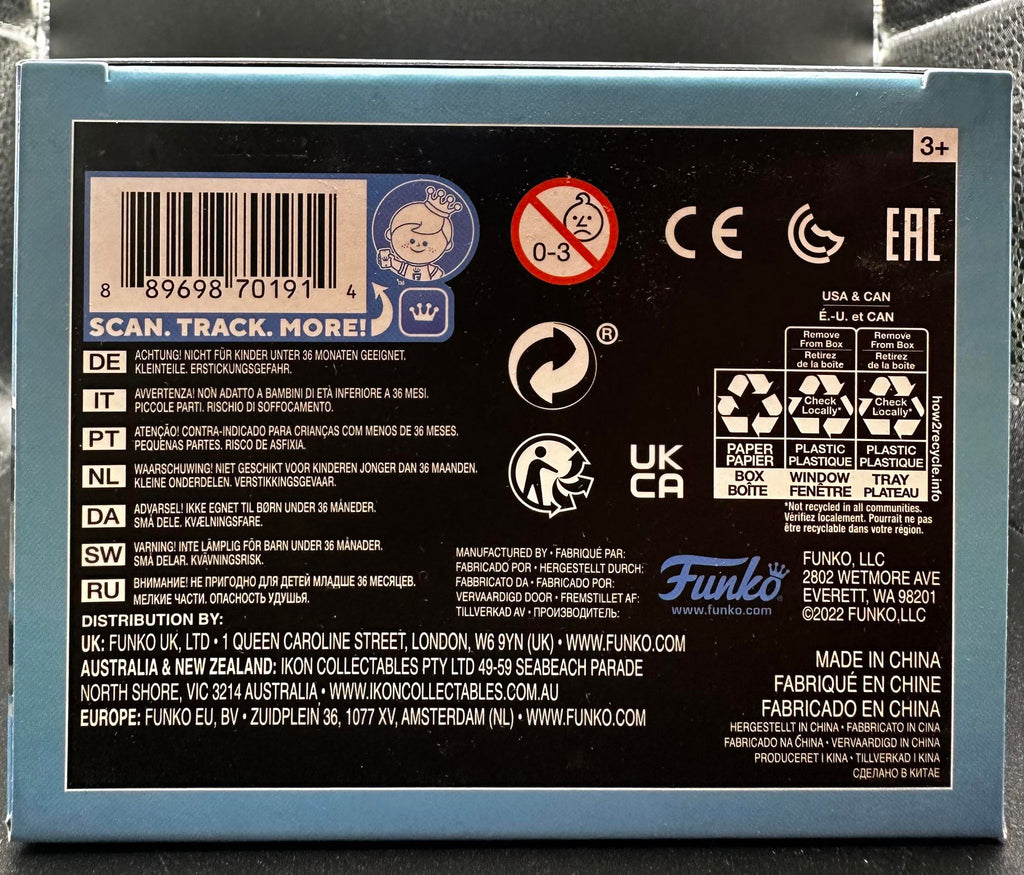 3+
8 89698 70191 4
SCAN. TRACK. MORE!
0-3
CE
EAC
®
UK
CA
USA & CAN
É.-U. et CAN
Remove From Box
Retirez de la boîte
Remove From Box
Retirez de la boîte
Check Locally*
Check Locally*
PAPER PAPIER
PLASTIC PLASTIQUE
PLASTIC PLASTIQUE
BOX BOÎTE
WINDOW FENÊTRE
TRAY PLATEAU
how2recycle.info
*Not recycled in all communities.
Vérifiez localement. Pourrait ne pas
être recyclable dans votre région.
DE ACHTUNG! NICHT FÜR KINDER UNTER 36 MONATEN GEEIGNET.
KLEINTEILE. ERSTICKUNGSGEFAHR.
IT AVVERTENZA! NON ADATTO A BAMBINI DI ETÀ INFERIORE A 36 MESI.
PICCOLE PARTI. RISCHIO DI SOFFOCAMENTO.
PT ATENÇÃO! CONTRA-INDICADO PARA CRIANÇAS COM MENOS DE 36 MESES.
PEQUENAS PARTES. RISCO DE ASFIXIA.
NL WAARSCHUWING! NIET GESCHIKT VOOR KINDEREN JONGER DAN 36 MAANDEN.
KLEINE ONDERDELEN. VERSTIKKINGSGEVAAR.
DA ADVARSEL! IKKE EGNET TIL BØRN UNDER 36 MÅNEDER.
SMÅ DELE. KVÆLNINGSFARE.
SW VARNING! INTE LÄMPLIG FÖR BARN UNDER 36 MÅNADER.
SMÅ DELAR. KVÄVNINGSRISK.
RU ВНИМАНИЕ! НЕ ПРИГОДНО ДЛЯ ДЕТЕЙ МЛАДШЕ 36 МЕСЯЦЕВ.
МЕЛКИЕ ЧАСТИ. ОПАСНОСТЬ УДУШЬЯ.
MANUFACTURED BY • FABRIQUÉ PAR:
FABRICADO POR • HERGESTELLT DURCH:
FABBRICATO DA • FABRICADO POR:
VERVAARDIGD DOOR • FREMSTILLET AF:
TILLVERKAD AV • ПРОИЗВОДИТЕЛЬ:
Funko
www.funko.com
FUNKO, LLC
2802 WETMORE AVE
EVERETT, WA 98201
©2022 FUNKO,LLC
DISTRIBUTION BY:
UK: FUNKO UK, LTD • 1 QUEEN CAROLINE STREET, LONDON, W6 9YN (UK) • WWW.FUNKO.COM
AUSTRALIA & NEW ZEALAND: IKON COLLECTABLES PTY LTD 49-59 SEABEACH PARADE
NORTH SHORE, VIC 3214 AUSTRALIA • WWW.IKONCOLLECTABLES.COM.AU
EUROPE: FUNKO EU, BV • ZUIDPLEIN 36, 1077 XV, AMSTERDAM (NL) • WWW.FUNKO.COM
MADE IN CHINA
FABRIQUÉ EN CHINE
FABRICADO EN CHINA
HERGESTELLT IN CHINA • FABBRICATO IN CINA
FABRICADO NA CHINA • VERVAARDIGD IN CHINA
PRODUCERET I KINA • TILLVERKAD I KINA
СДЕЛАНО В КИТАЕ